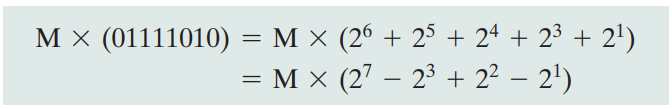 M × (01111010) = M × (2⁶ + 2⁵ + 2⁴ + 2³ + 2¹)
= M × (2⁷ − 2³ + 2² − 2¹)